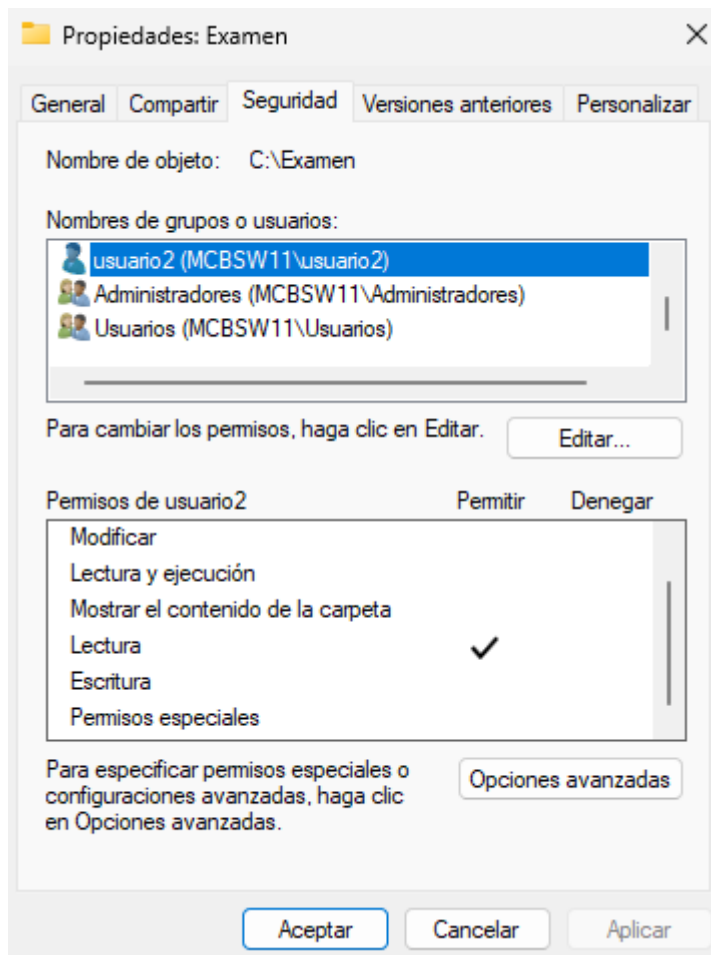 Propiedades: Examen
General Compartir Seguridad Versiones anteriores Personalizar
Nombre de objeto: C:\Examen
Nombres de grupos o usuarios:
usuario2 (MCBSW11\usuario2)
Administradores (MCBSW11\Administradores)
Usuarios (MCBSW11\Usuarios)
Para cambiar los permisos, haga clic en Editar. Editar...
Permisos de usuario2 Permitir Denegar
Modificar
Lectura y ejecución
Mostrar el contenido de la carpeta
Lectura
Escritura
Permisos especiales
Para especificar permisos especiales o
configuraciones avanzadas, haga clic
en Opciones avanzadas.
Opciones avanzadas
Aceptar Cancelar Aplicar